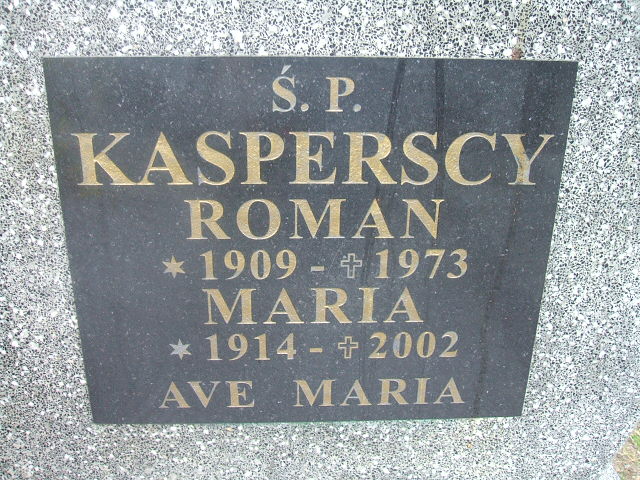 Ś. P.
KASPERSCY
ROMAN
* 1909 - ✝ 1973
MARIA
* 1914 - ✝ 2002
AVE MARIA